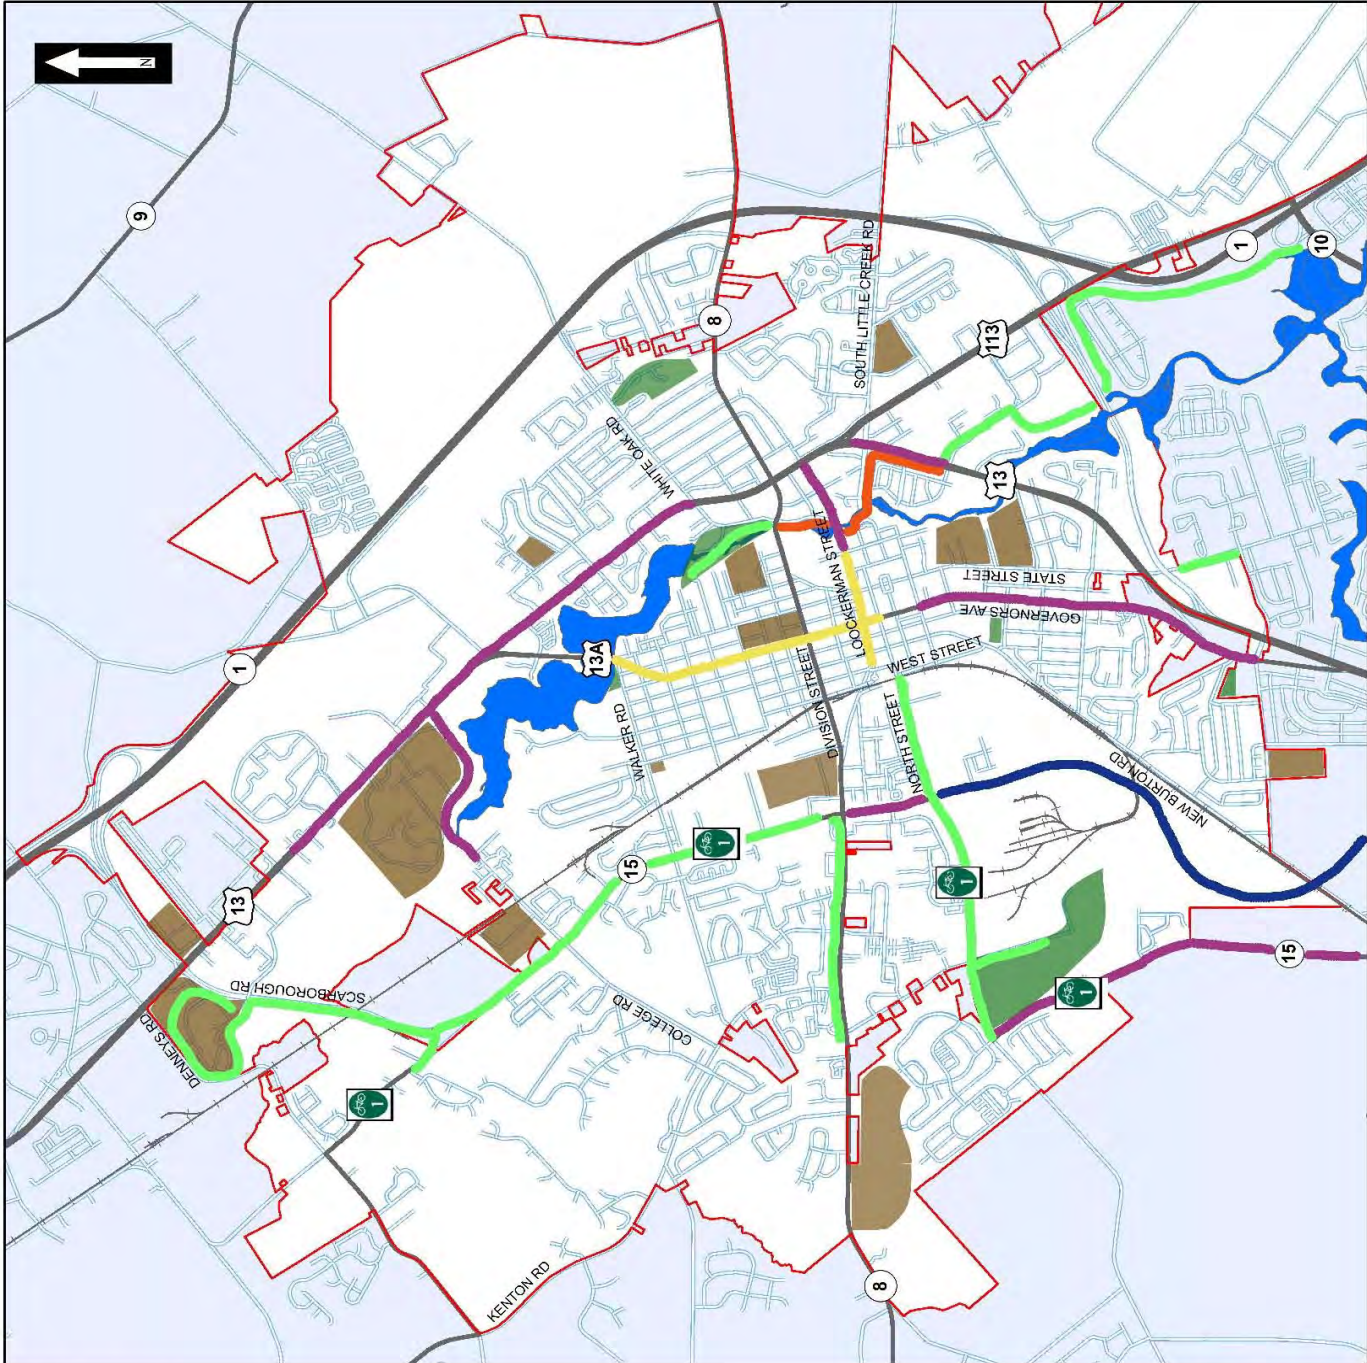 N
9
1
8
SOUTH LITTLE CREEK RD
1
10
113
WHITE OAK RD
13
13A
LOOCKERMAN STREET
STATE STREET
GOVERNORS AVE
WEST STREET
DIVISION STREET
WALKER RD
NORTH STREET
NEW BURTON RD
1
13
SCARBOROUGH RD
DENNEYS RD
15
1
1
COLLEGE RD
1
1
15
KENTON RD
8